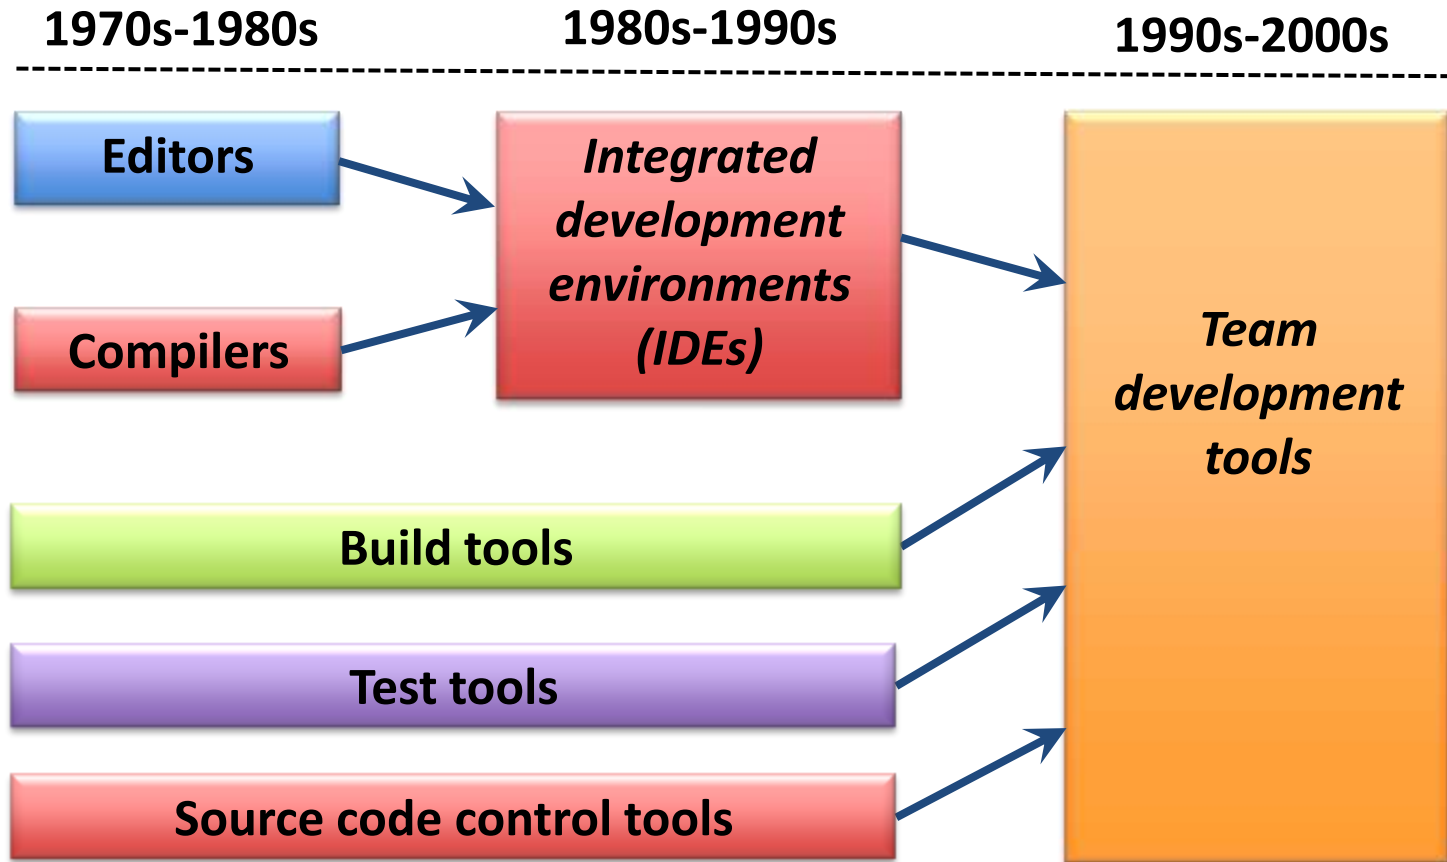 1970s-1980s
1980s-1990s
1990s-2000s
Editors
Compilers
Integrated
development
environments
(IDEs)
Team
development
tools
Build tools
Test tools
Source code control tools